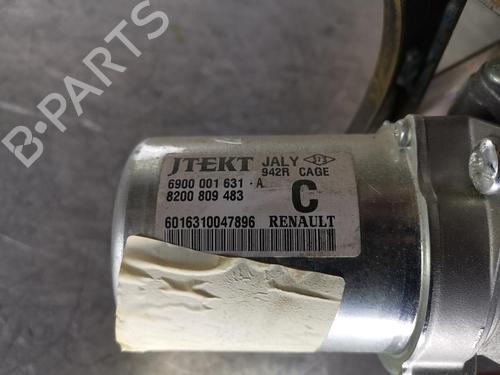 B-PARTS
JTEKT JALY
942R CAGE
6900 001 631 - A
8200 809 483
C
6016310047896 RENAULT